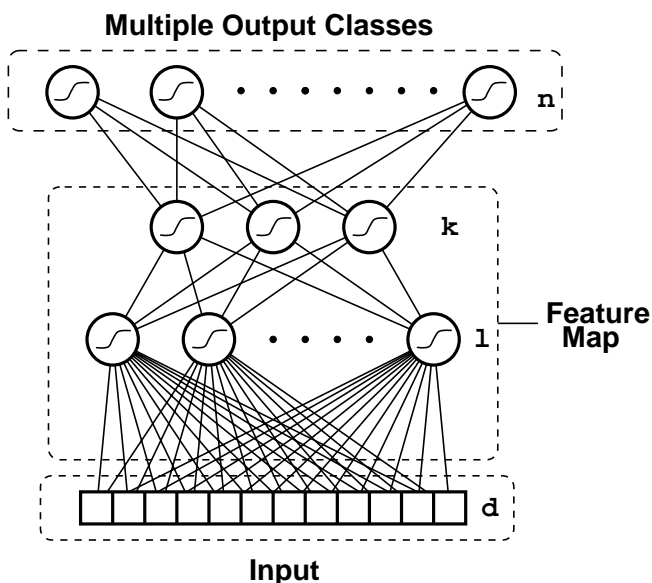 Multiple Output Classes
n
k
Feature
Map
l
d
Input